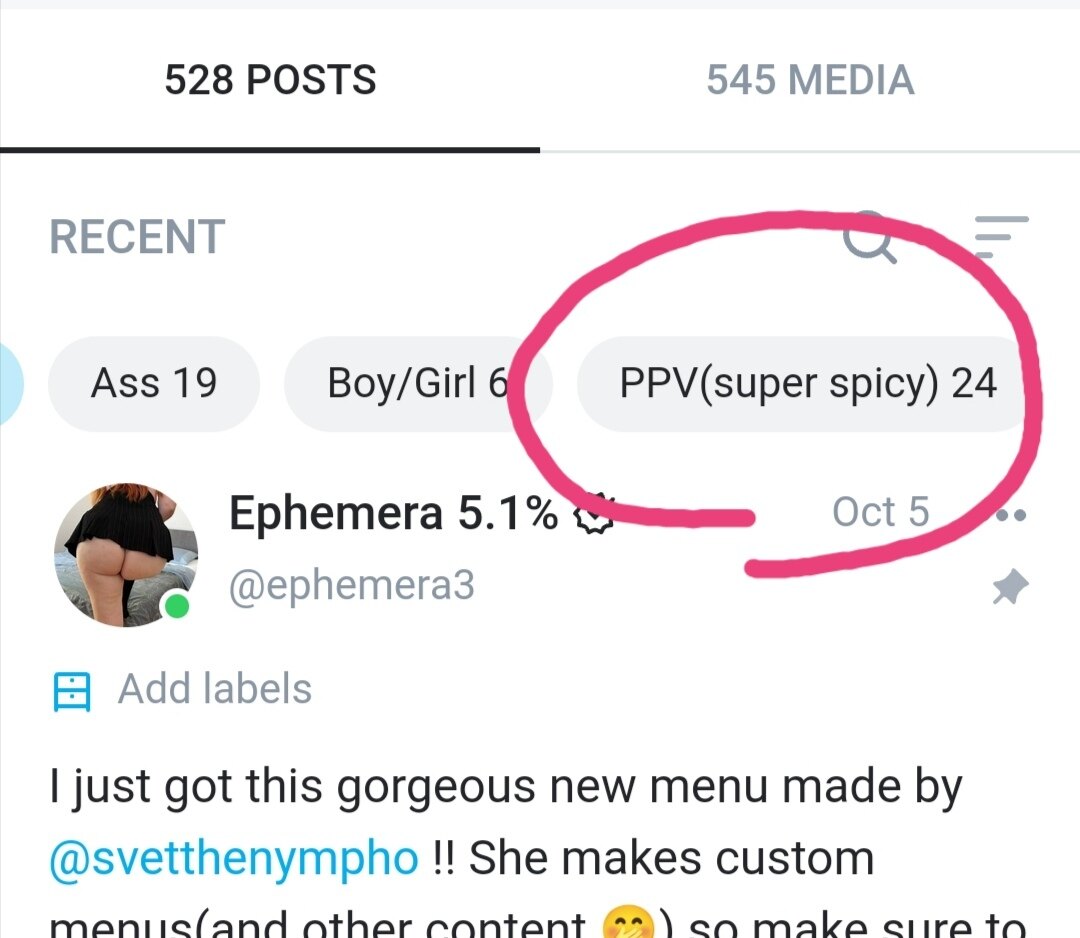 528 POSTS
545 MEDIA
RECENT
Ass 19
Boy/Girl 6
PPV(super spicy) 24
Ephemera 5.1%
Oct 5
@ephemera3
Add labels
I just got this gorgeous new menu made by
@svetthenympho !! She makes custom
menus(and other content 🤭) so make sure to